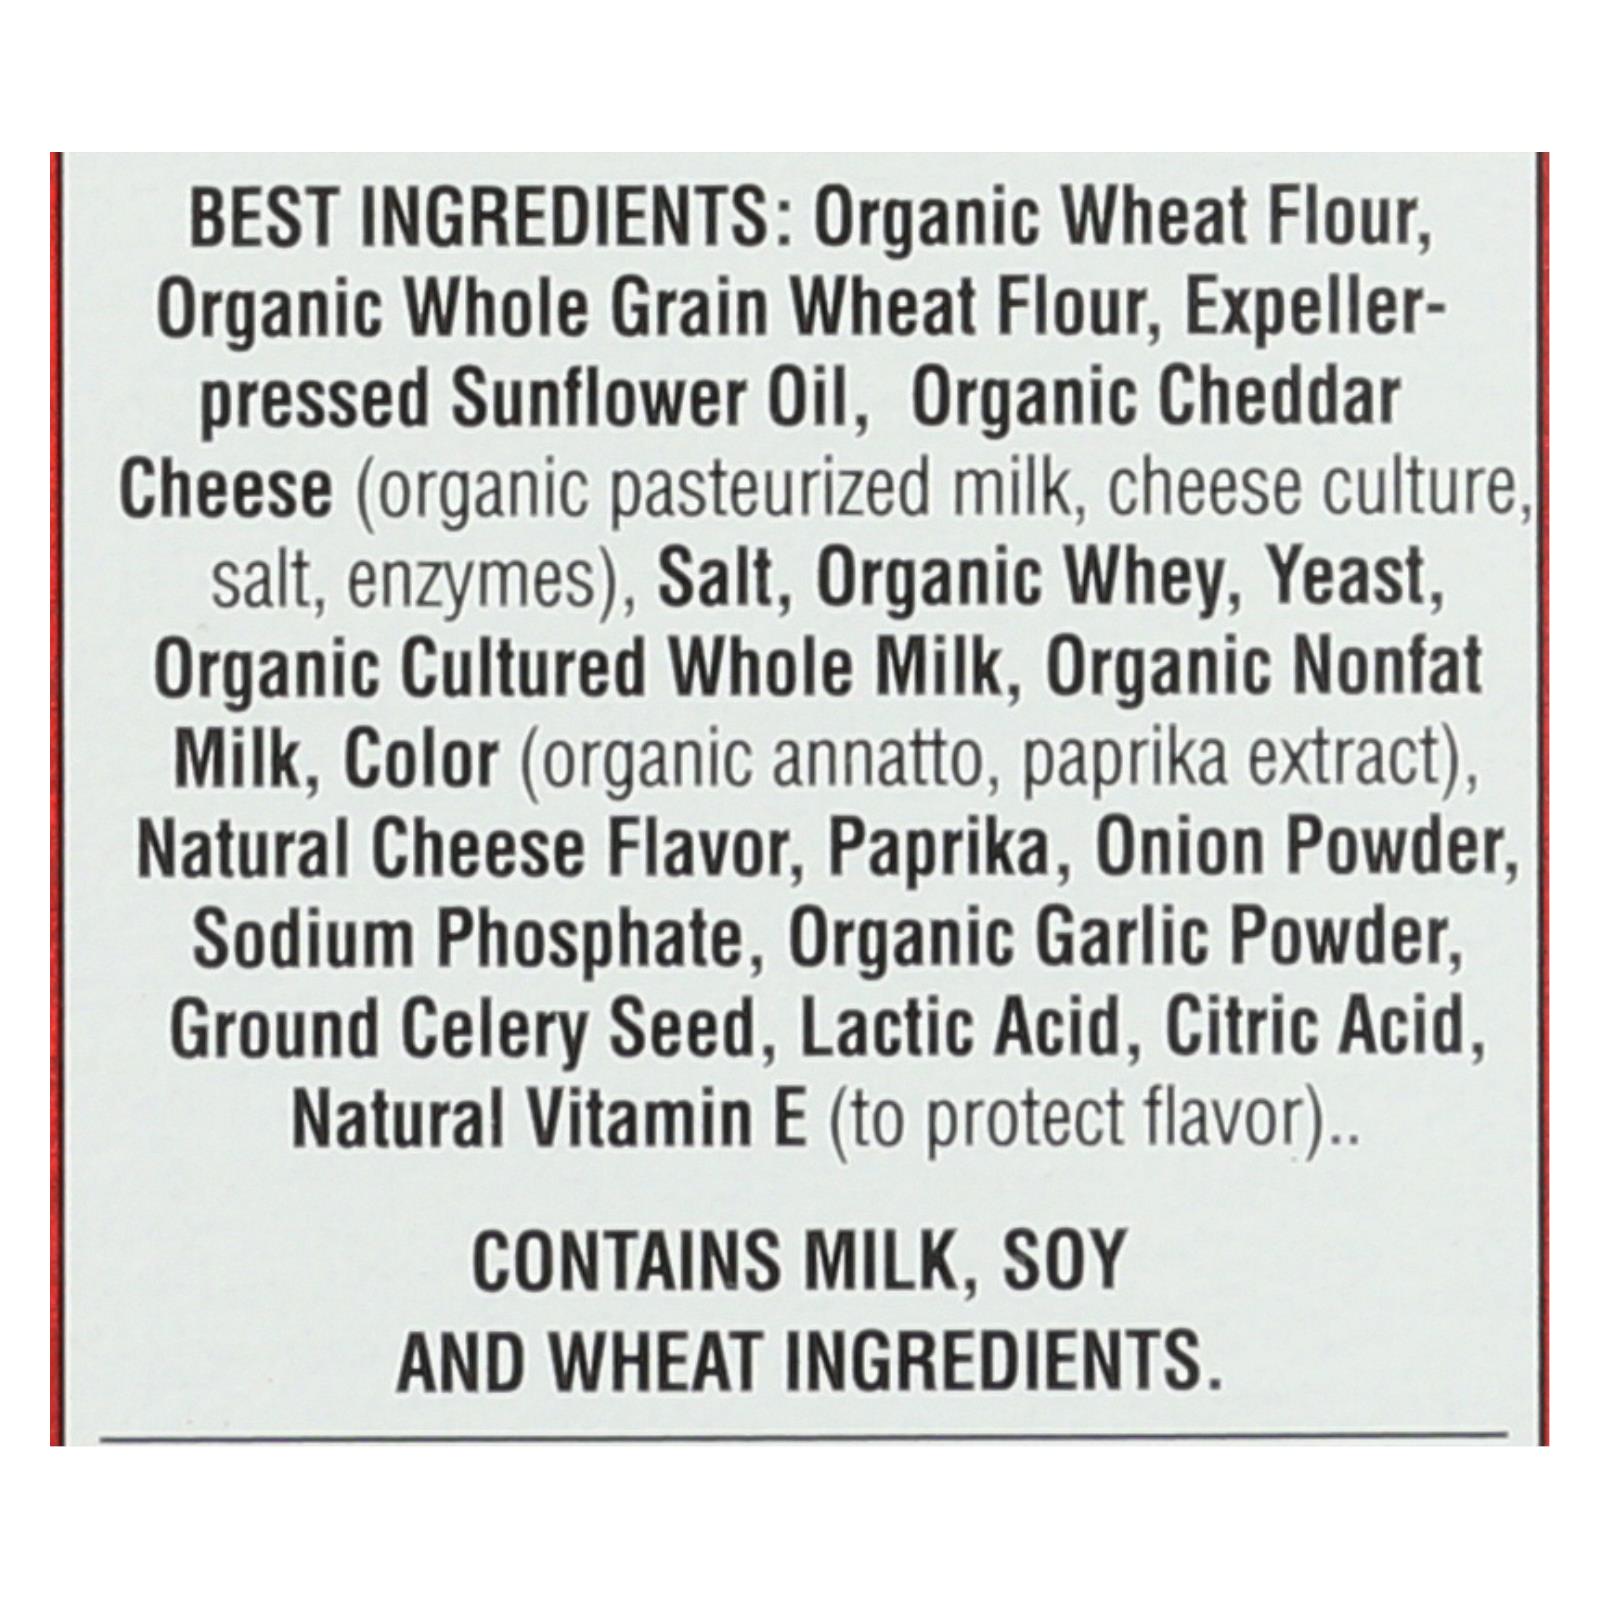 BEST INGREDIENTS: Organic Wheat Flour,
Organic Whole Grain Wheat Flour, Expeller-
pressed Sunflower Oil, Organic Cheddar
Cheese (organic pasteurized milk, cheese culture,
salt, enzymes), Salt, Organic Whey, Yeast,
Organic Cultured Whole Milk, Organic Nonfat
Milk, Color (organic annatto, paprika extract),
Natural Cheese Flavor, Paprika, Onion Powder,
Sodium Phosphate, Organic Garlic Powder,
Ground Celery Seed, Lactic Acid, Citric Acid,
Natural Vitamin E (to protect flavor)..
CONTAINS MILK, SOY
AND WHEAT INGREDIENTS.